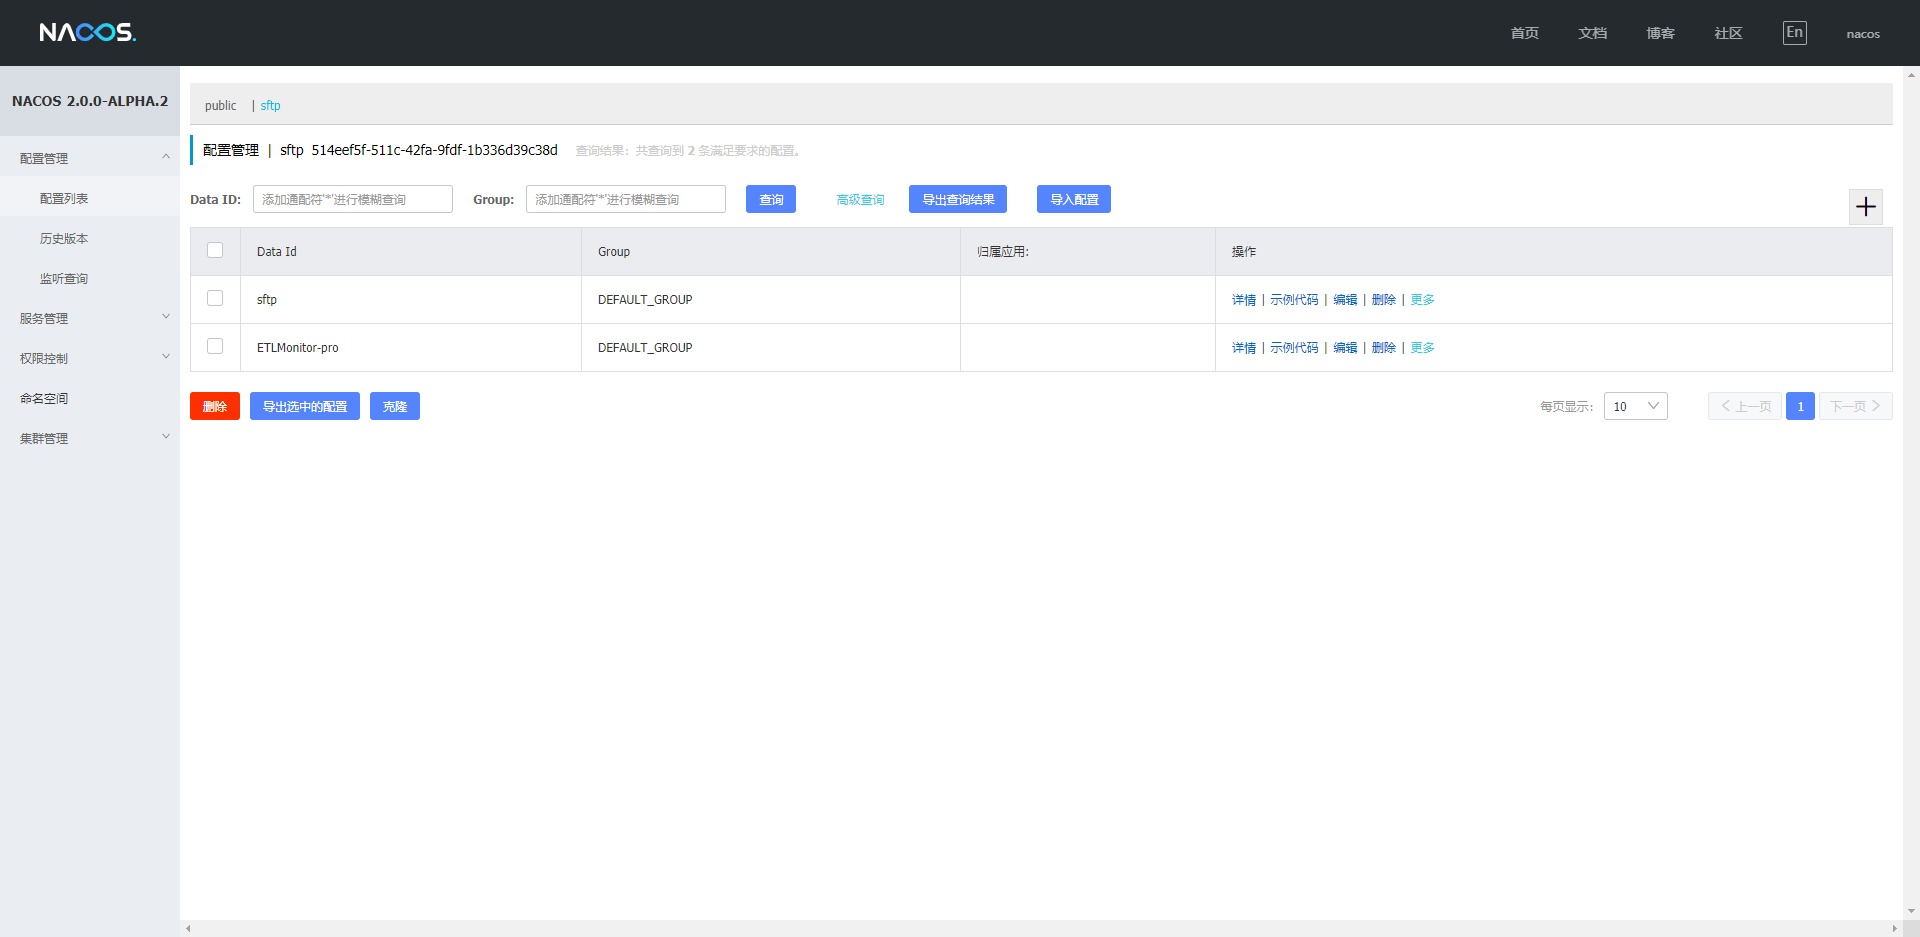 NACOS.
首页 文档 博客 社区 En nacos
NACOS 2.0.0-ALPHA.2
配置管理
配置列表
历史版本
监听查询
服务管理
权限控制
命名空间
集群管理
public | sftp
配置管理 | sftp 514eef5f-511c-42fa-9fdf-1b336d39c38d 查询结果：共查询到 2 条满足要求的配置。
Data ID: 添加通配符'*'进行模糊查询 Group: 添加通配符'*'进行模糊查询 查询 高级查询 导出查询结果 导入配置
Data Id Group 归属应用: 操作
sftp DEFAULT_GROUP 详情 | 示例代码 | 编辑 | 删除 | 更多
ETLMonitor-pro DEFAULT_GROUP 详情 | 示例代码 | 编辑 | 删除 | 更多
删除 导出选中的配置 克隆 每页显示: 10 上一页 1 下一页